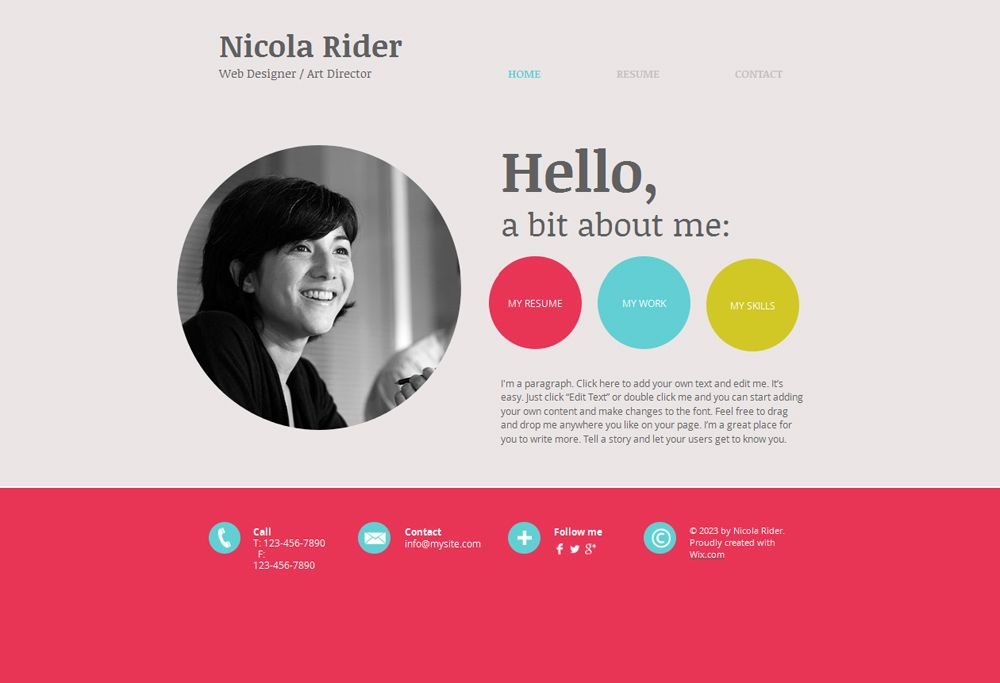 Nicola Rider
Web Designer / Art Director
HOME RESUME CONTACT
Hello,
a bit about me:
MY RESUME MY WORK MY SKILLS
I'm a paragraph. Click here to add your own text and edit me. It’s
easy. Just click “Edit Text” or double click me and you can start adding
your own content and make changes to the font. Feel free to drag
and drop me anywhere you like on your page. I’m a great place for
you to write more. Tell a story and let your users get to know you.
Call
T: 123-456-7890
F:
123-456-7890
Contact
info@mysite.com
Follow me
© 2023 by Nicola Rider.
Proudly created with
Wix.com